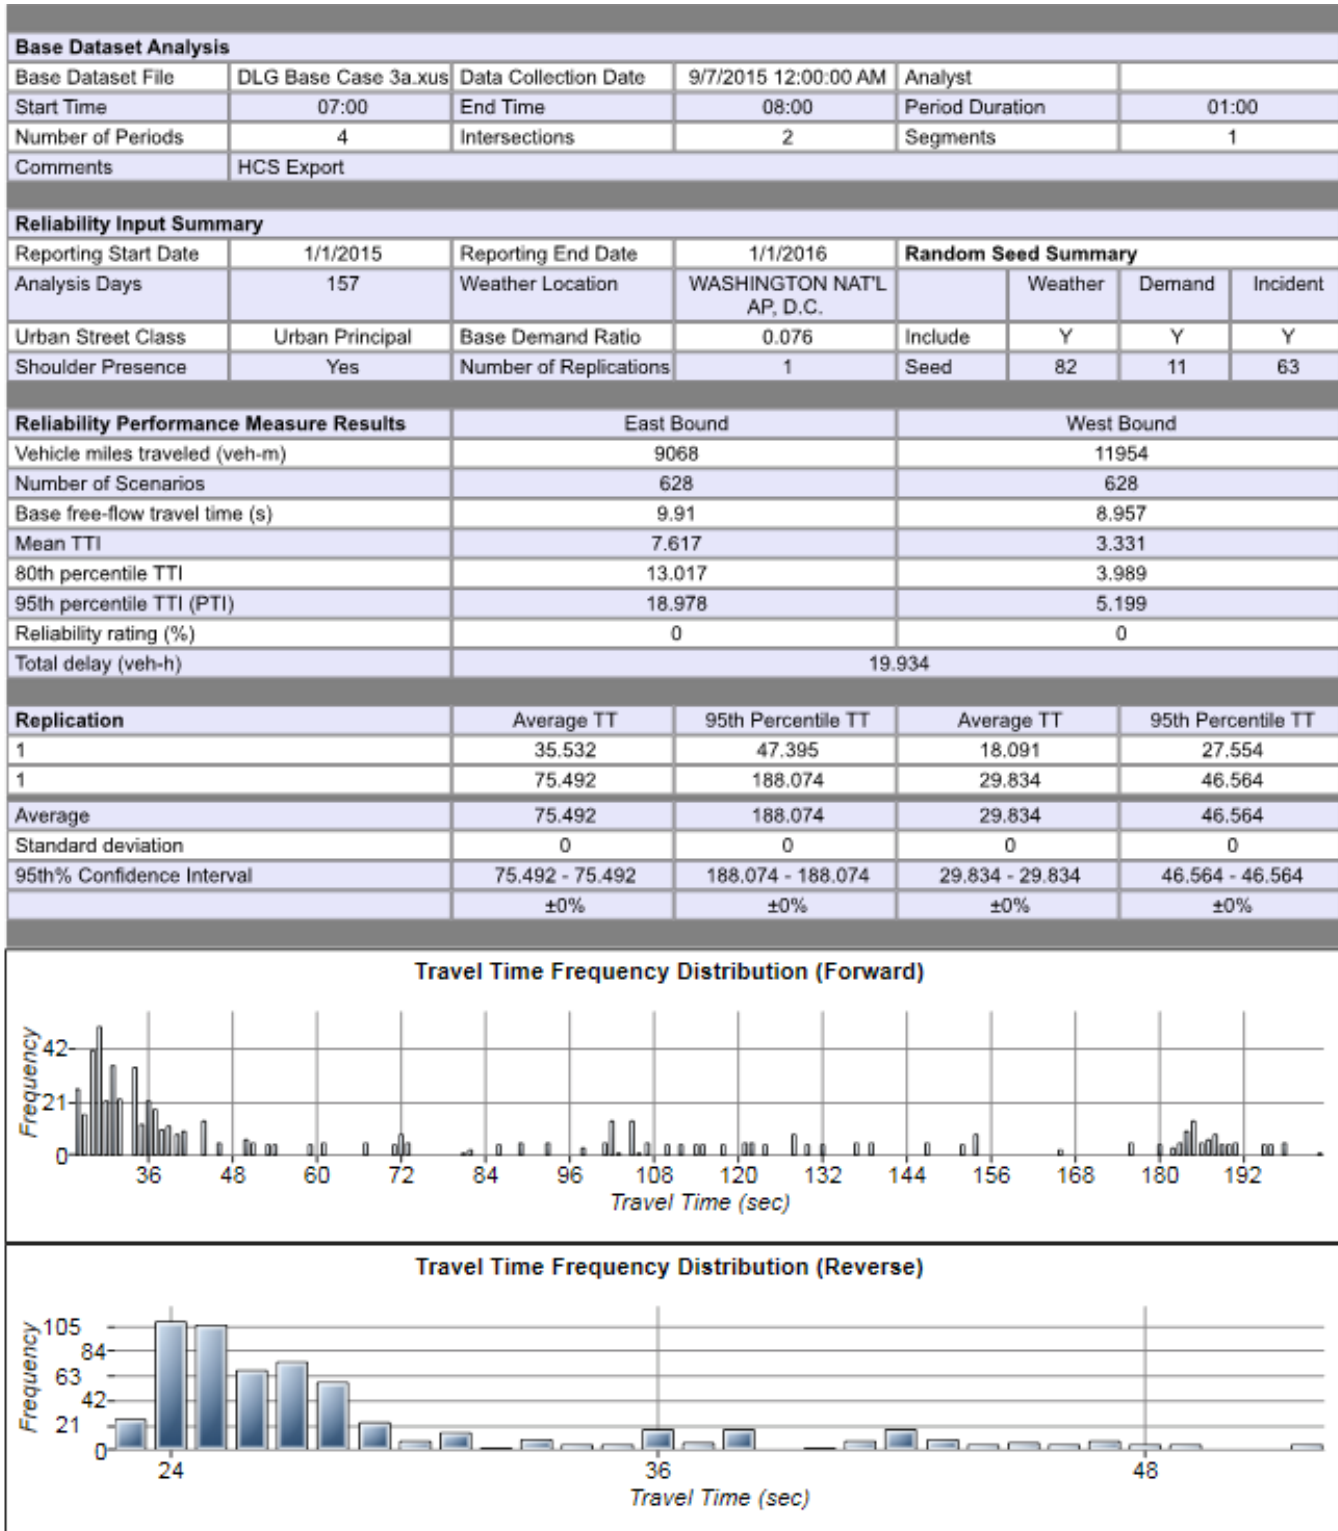 Base Dataset Analysis
Base Dataset File DLG Base Case 3a.xus Data Collection Date 9/7/2015 12:00:00 AM Analyst
Start Time 07:00 End Time 08:00 Period Duration 01:00
Number of Periods 4 Intersections 2 Segments 1
Comments HCS Export
Reliability Input Summary
Reporting Start Date 1/1/2015 Reporting End Date 1/1/2016 Random Seed Summary
Analysis Days 157 Weather Location WASHINGTON NAT'L Weather Demand Incident
AP, D.C.
Urban Street Class Urban Principal Base Demand Ratio 0.076 Include Y Y Y
Shoulder Presence Yes Number of Replications 1 Seed 82 11 63
Reliability Performance Measure Results East Bound West Bound
Vehicle miles traveled (veh-m) 9068 11954
Number of Scenarios 628 628
Base free-flow travel time (s) 9.91 8.957
Mean TTI 7.617 3.331
80th percentile TTI 13.017 3.989
95th percentile TTI (PTI) 18.978 5.199
Reliability rating (%) 0 0
Total delay (veh-h) 19.934
Replication Average TT 95th Percentile TT Average TT 95th Percentile TT
1 35.532 47.395 18.091 27.554
1 75.492 188.074 29.834 46.564
Average 75.492 188.074 29.834 46.564
Standard deviation 0 0 0 0
95th% Confidence Interval 75.492 - 75.492 188.074 - 188.074 29.834 - 29.834 46.564 - 46.564
±0% ±0% ±0% ±0%
Travel Time Frequency Distribution (Forward)
Frequency
42
21
0
36 48 60 72 84 96 108 120 132 144 156 168 180 192
Travel Time (sec)
Travel Time Frequency Distribution (Reverse)
Frequency
105
84
63
42
21
0
24 36 48
Travel Time (sec)